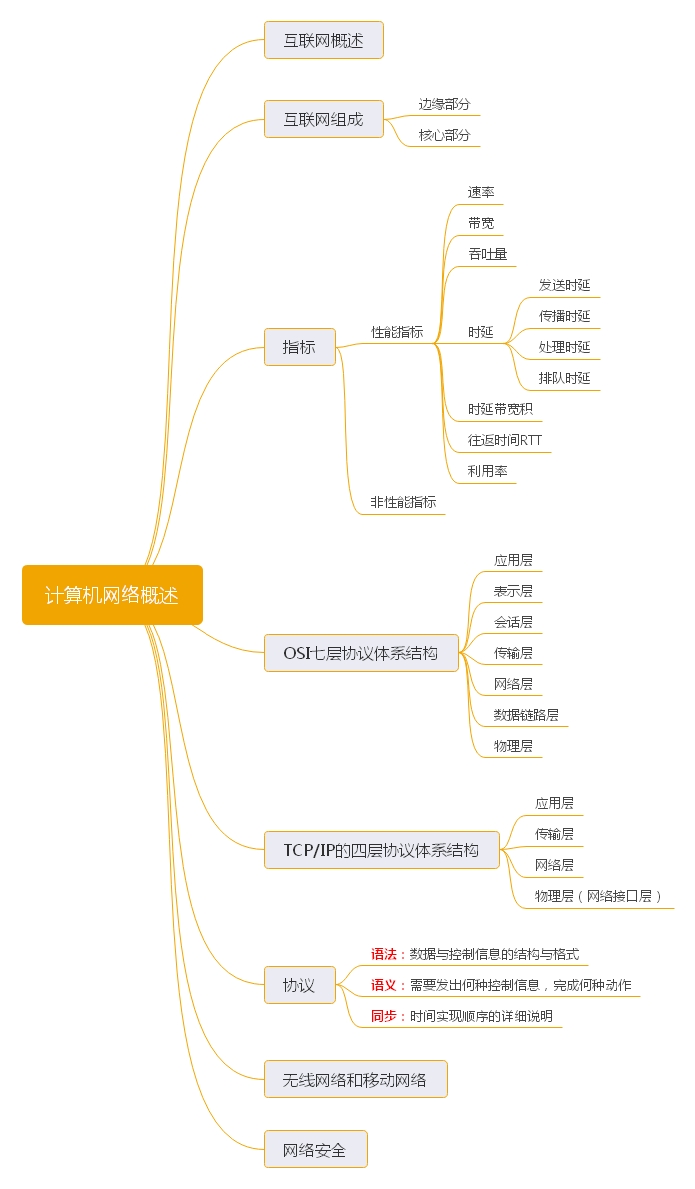 互联网概述
互联网组成
边缘部分
核心部分
指标
性能指标
速率
带宽
吞吐量
时延
发送时延
传播时延
处理时延
排队时延
时延带宽积
往返时间RTT
利用率
非性能指标
计算机网络概述
OSI七层协议体系结构
应用层
表示层
会话层
传输层
网络层
数据链路层
物理层
TCP/IP的四层协议体系结构
应用层
传输层
网络层
物理层（网络接口层）
协议
语法：数据与控制信息的结构与格式
语义：需要发出何种控制信息，完成何种动作
同步：时间实现顺序的详细说明
无线网络和移动网络
网络安全